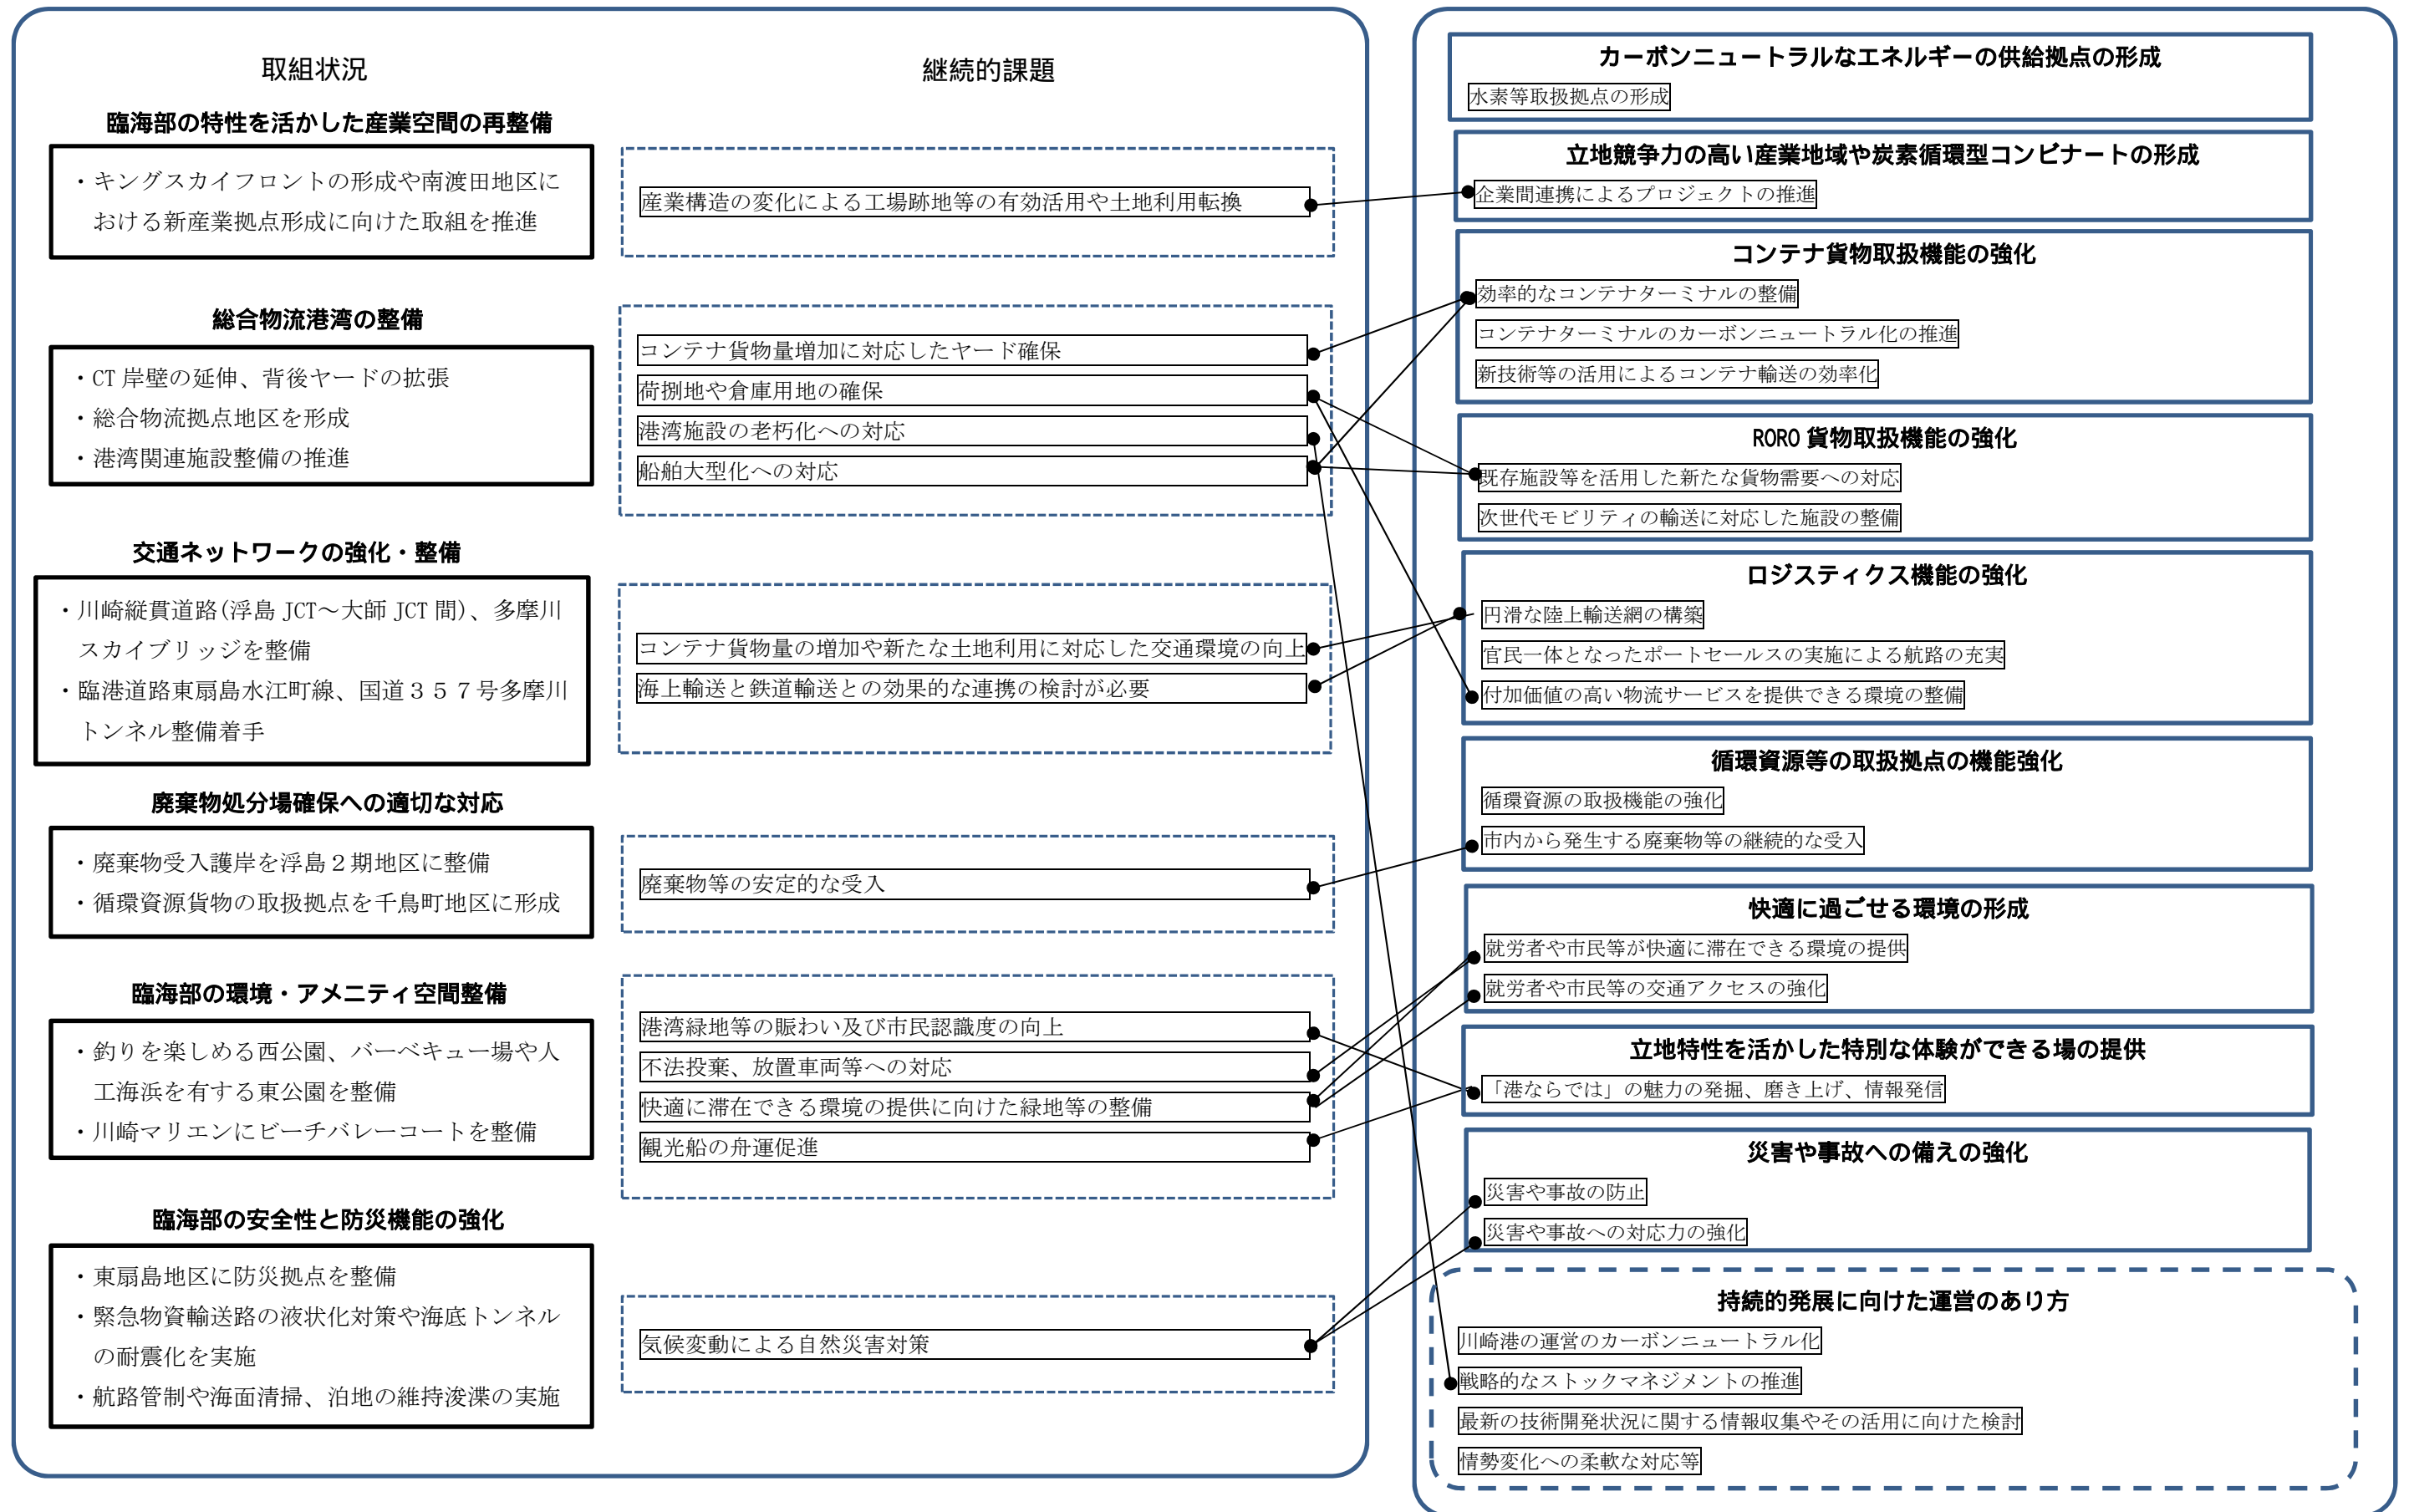 取組状況
臨海部の特性を活かした産業空間の再整備
・キングスカイフロントの形成や南渡田地区に
おける新産業拠点形成に向けた取組を推進
総合物流港湾の整備
・CT 岸壁の延伸、背後ヤードの拡張
・総合物流拠点地区を形成
・港湾関連施設整備の推進
交通ネットワークの強化・整備
・川崎縦貫道路(浮島 JCT～大師 JCT 間)、多摩川
スカイブリッジを整備
・臨港道路東扇島水江町線、国道３５７号多摩川
トンネル整備着手
廃棄物処分場確保への適切な対応
・廃棄物受入護岸を浮島２期地区に整備
・循環資源貨物の取扱拠点を千鳥町地区に形成
臨海部の環境・アメニティ空間整備
・釣りを楽しめる西公園、バーベキュー場や人
工海浜を有する東公園を整備
・川崎マリエンにビーチバレーコートを整備
臨海部の安全性と防災機能の強化
・東扇島地区に防災拠点を整備
・緊急物資輸送路の液状化対策や海底トンネル
の耐震化を実施
・航路管制や海面清掃、泊地の維持浚渫の実施
継続的課題
産業構造の変化による工場跡地等の有効活用や土地利用転換
コンテナ貨物量増加に対応したヤード確保
荷捌地や倉庫用地の確保
港湾施設の老朽化への対応
船舶大型化への対応
コンテナ貨物量の増加や新たな土地利用に対応した交通環境の向上
海上輸送と鉄道輸送との効果的な連携の検討が必要
廃棄物等の安定的な受入
港湾緑地等の賑わい及び市民認識度の向上
不法投棄、放置車両等への対応
快適に滞在できる環境の提供に向けた緑地等の整備
観光船の舟運促進
気候変動による自然災害対策
カーボンニュートラルなエネルギーの供給拠点の形成
水素等取扱拠点の形成
立地競争力の高い産業地域や炭素循環型コンビナートの形成
企業間連携によるプロジェクトの推進
コンテナ貨物取扱機能の強化
効率的なコンテナターミナルの整備
コンテナターミナルのカーボンニュートラル化の推進
新技術等の活用によるコンテナ輸送の効率化
RORO 貨物取扱機能の強化
既存施設等を活用した新たな貨物需要への対応
次世代モビリティの輸送に対応した施設の整備
ロジスティクス機能の強化
円滑な陸上輸送網の構築
官民一体となったポートセールスの実施による航路の充実
付加価値の高い物流サービスを提供できる環境の整備
循環資源等の取扱拠点の機能強化
循環資源の取扱機能の強化
市内から発生する廃棄物等の継続的な受入
快適に過ごせる環境の形成
就労者や市民等が快適に滞在できる環境の提供
就労者や市民等の交通アクセスの強化
立地特性を活かした特別な体験ができる場の提供
「港ならでは」の魅力の発掘、磨き上げ、情報発信
災害や事故への備えの強化
災害や事故の防止
災害や事故への対応力の強化
持続的発展に向けた運営のあり方
川崎港の運営のカーボンニュートラル化
戦略的なストックマネジメントの推進
最新の技術開発状況に関する情報収集やその活用に向けた検討
情勢変化への柔軟な対応等